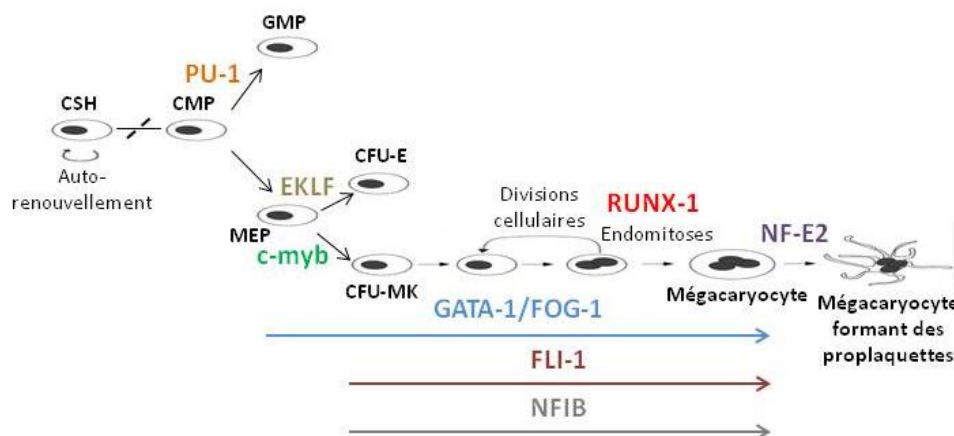 GMP
PU-1
CSH
CMP
Auto-
renouvellement
CFU-E
EKLF
MEP
c-myb
CFU-MK
Divisions
cellulaires
RUNX-1
Endomitoses
NF-E2
Mégacaryocyte
Mégacaryocyte
formant des
proplaquettes
GATA-1/FOG-1
FLI-1
NFIB